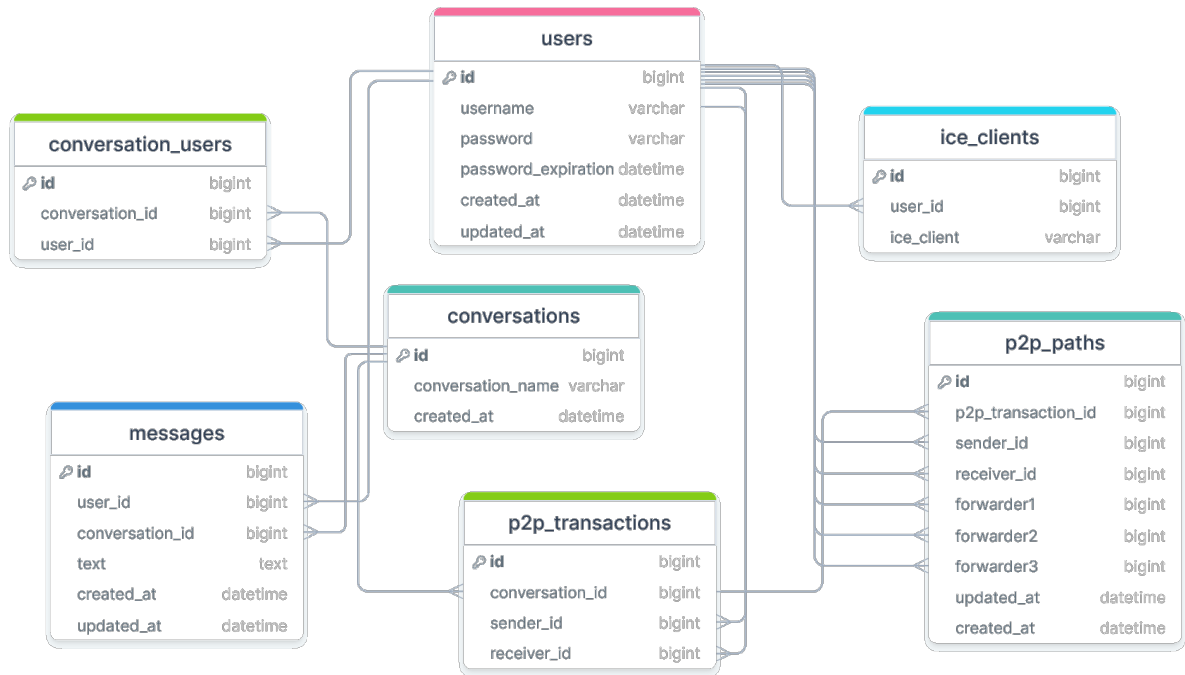 users
id bigint
username varchar
password varchar
password_expiration datetime
created_at datetime
updated_at datetime
conversation_users
id bigint
conversation_id bigint
user_id bigint
ice_clients
id bigint
user_id bigint
ice_client varchar
conversations
id bigint
conversation_name varchar
created_at datetime
p2p_paths
id bigint
p2p_transaction_id bigint
sender_id bigint
receiver_id bigint
forwarder1 bigint
forwarder2 bigint
forwarder3 bigint
updated_at datetime
created_at datetime
messages
id bigint
user_id bigint
conversation_id bigint
text text
created_at datetime
updated_at datetime
p2p_transactions
id bigint
conversation_id bigint
sender_id bigint
receiver_id bigint